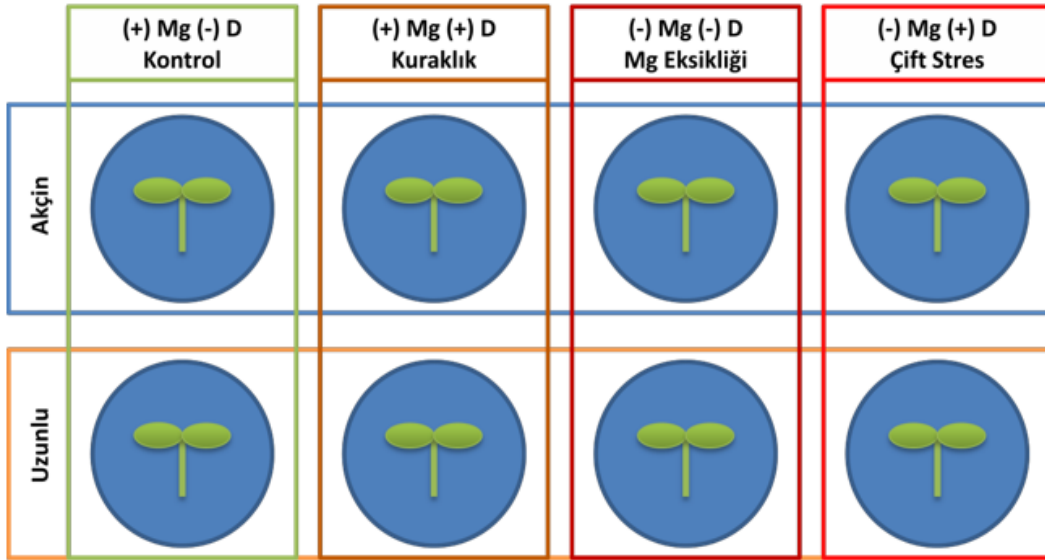 (+) Mg (-) D
Kontrol
(+) Mg (+) D
Kuraklık
(-) Mg (-) D
Mg Eksikliği
(-) Mg (+) D
Çift Stres
Akçin
Uzunlu